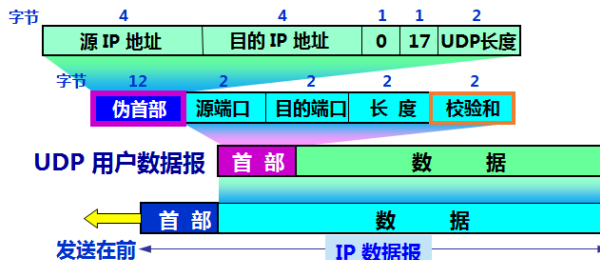 字节 4 4 1 1 2
源 IP 地址 目的 IP 地址 0 17 UDP长度
字节 12 2 2 2 2
伪首部 源端口 目的端口 长 度 校验和
UDP 用户数据报 首 部 数 据
首 部 数 据
发送在前 IP 数据报